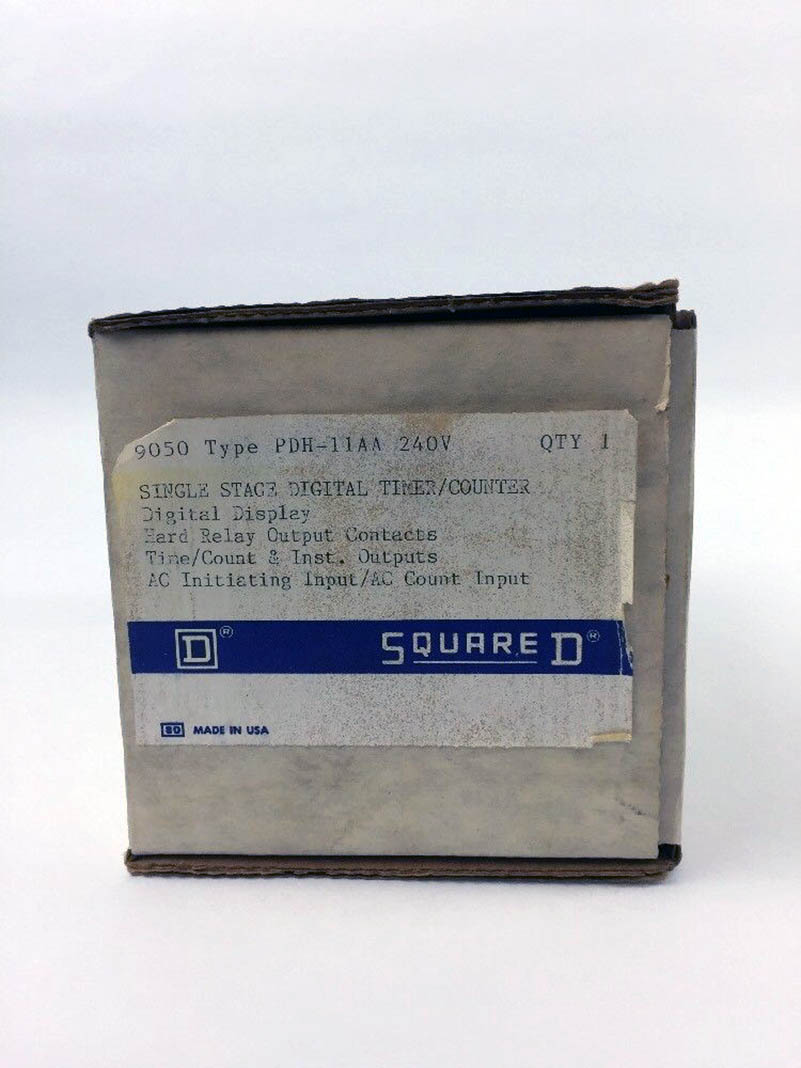 9050 Type PDH-11AA 240V QTY 1
SINGLE STAGE DIGITAL TIMER/COUNTER
Digital Display
Hard Relay Output Contacts
Time/Count & Inst. Outputs
AC Initiating Input/AC Count Input
D® SQUARE D®
80 MADE IN USA